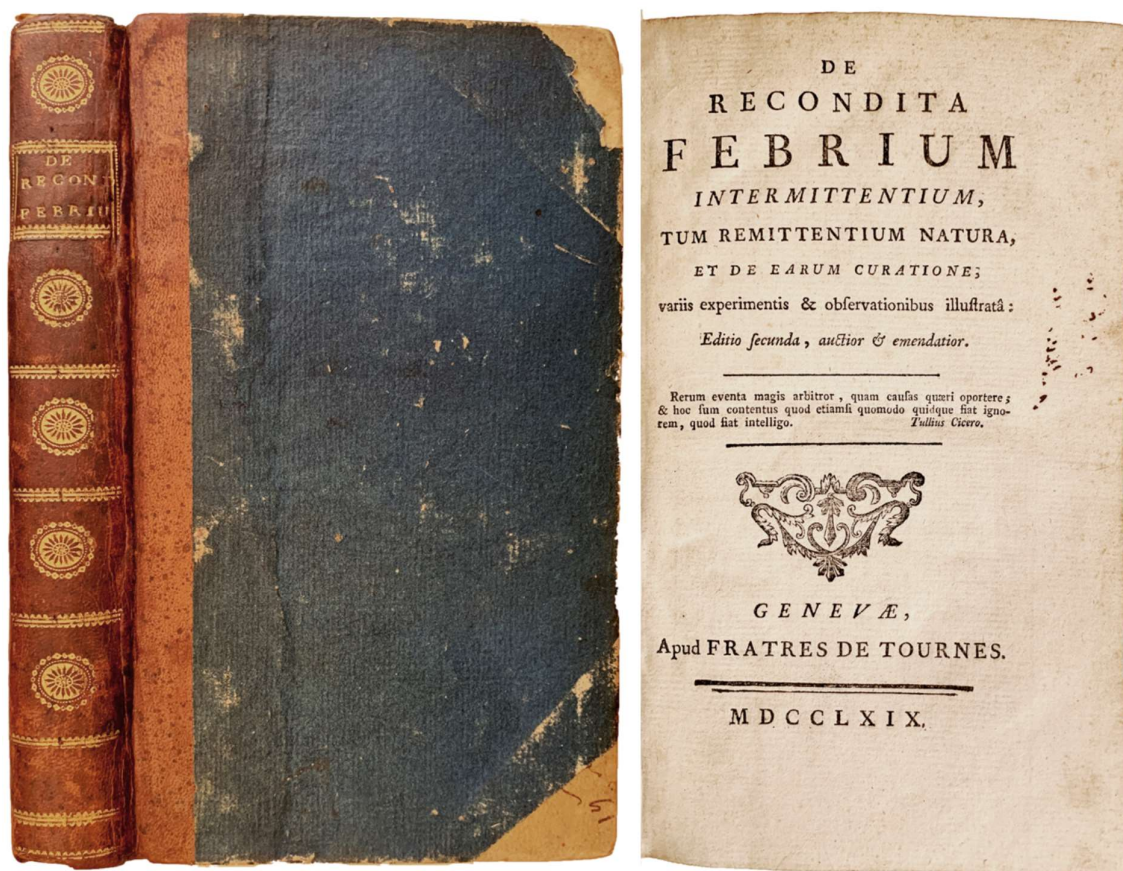 DE
RECON.
FEBRIU
DE
RECONDITA
FEBRIUM
INTERMITTENTIUM,
TUM REMITTENTIUM NATURA,
ET DE EARUM CURATIONE;
variis experimentis & obſervationibus illuſtratâ:
Editio ſecunda, auctior & emendatior.
Rerum eventa magis arbitror, quam cauſas quæri oportere;
& hoc ſum contentus quod etiamſi quomodo quidque fiat igno-
rem, quod fiat intelligo. Tullius Cicero.
GENEVÆ,
Apud FRATRES DE TOURNES.
MDCCLXIX.